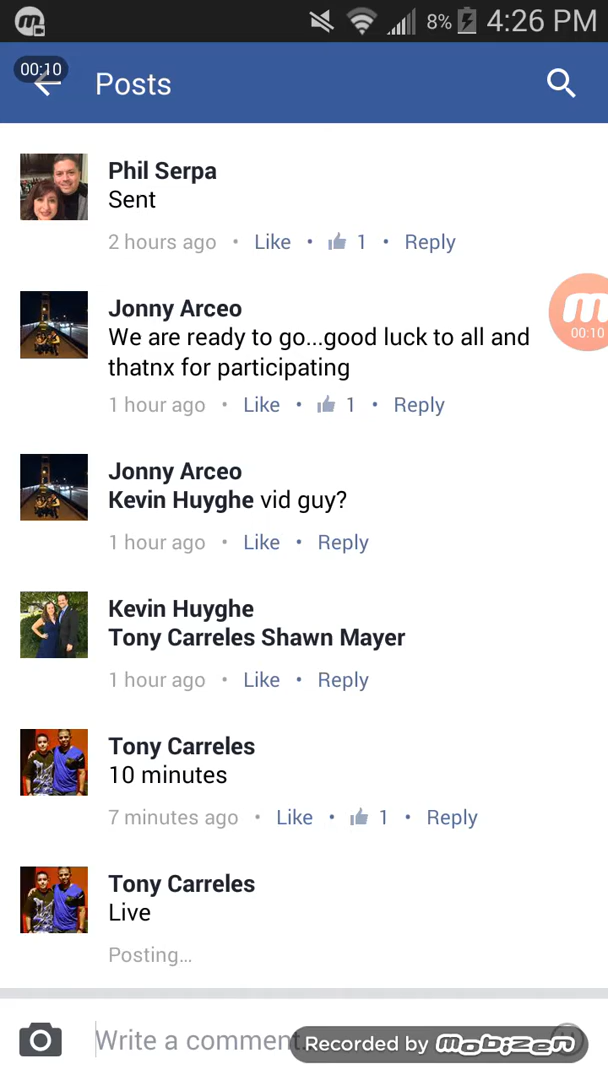 8% 4:26 PM
00:10
Posts
Phil Serpa
Sent
2 hours ago • Like • 1 • Reply
Jonny Arceo
We are ready to go...good luck to all and
thatnx for participating
1 hour ago • Like • 1 • Reply
00:10
Jonny Arceo
Kevin Huyghe vid guy?
1 hour ago • Like • Reply
Kevin Huyghe
Tony Carreles Shawn Mayer
1 hour ago • Like • Reply
Tony Carreles
10 minutes
7 minutes ago • Like • 1 • Reply
Tony Carreles
Live
Posting...
Write a comment.
Recorded by mobizen